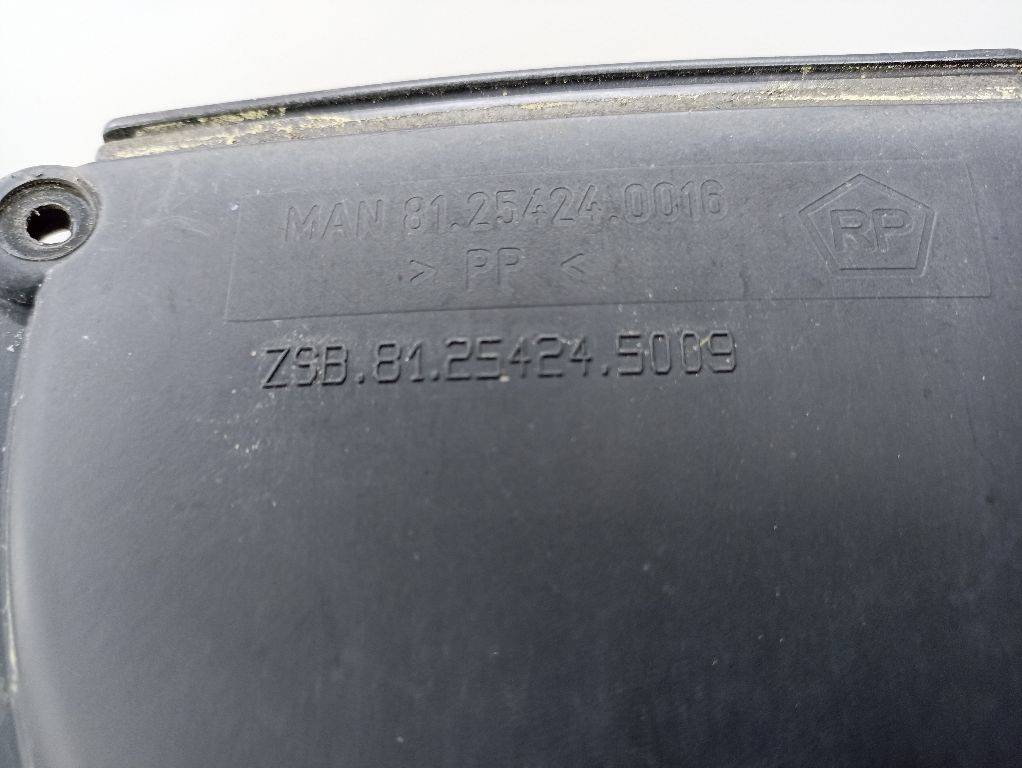 MAN 81.25424.0016
RP
> PP <
ZSB.81.25424.5009